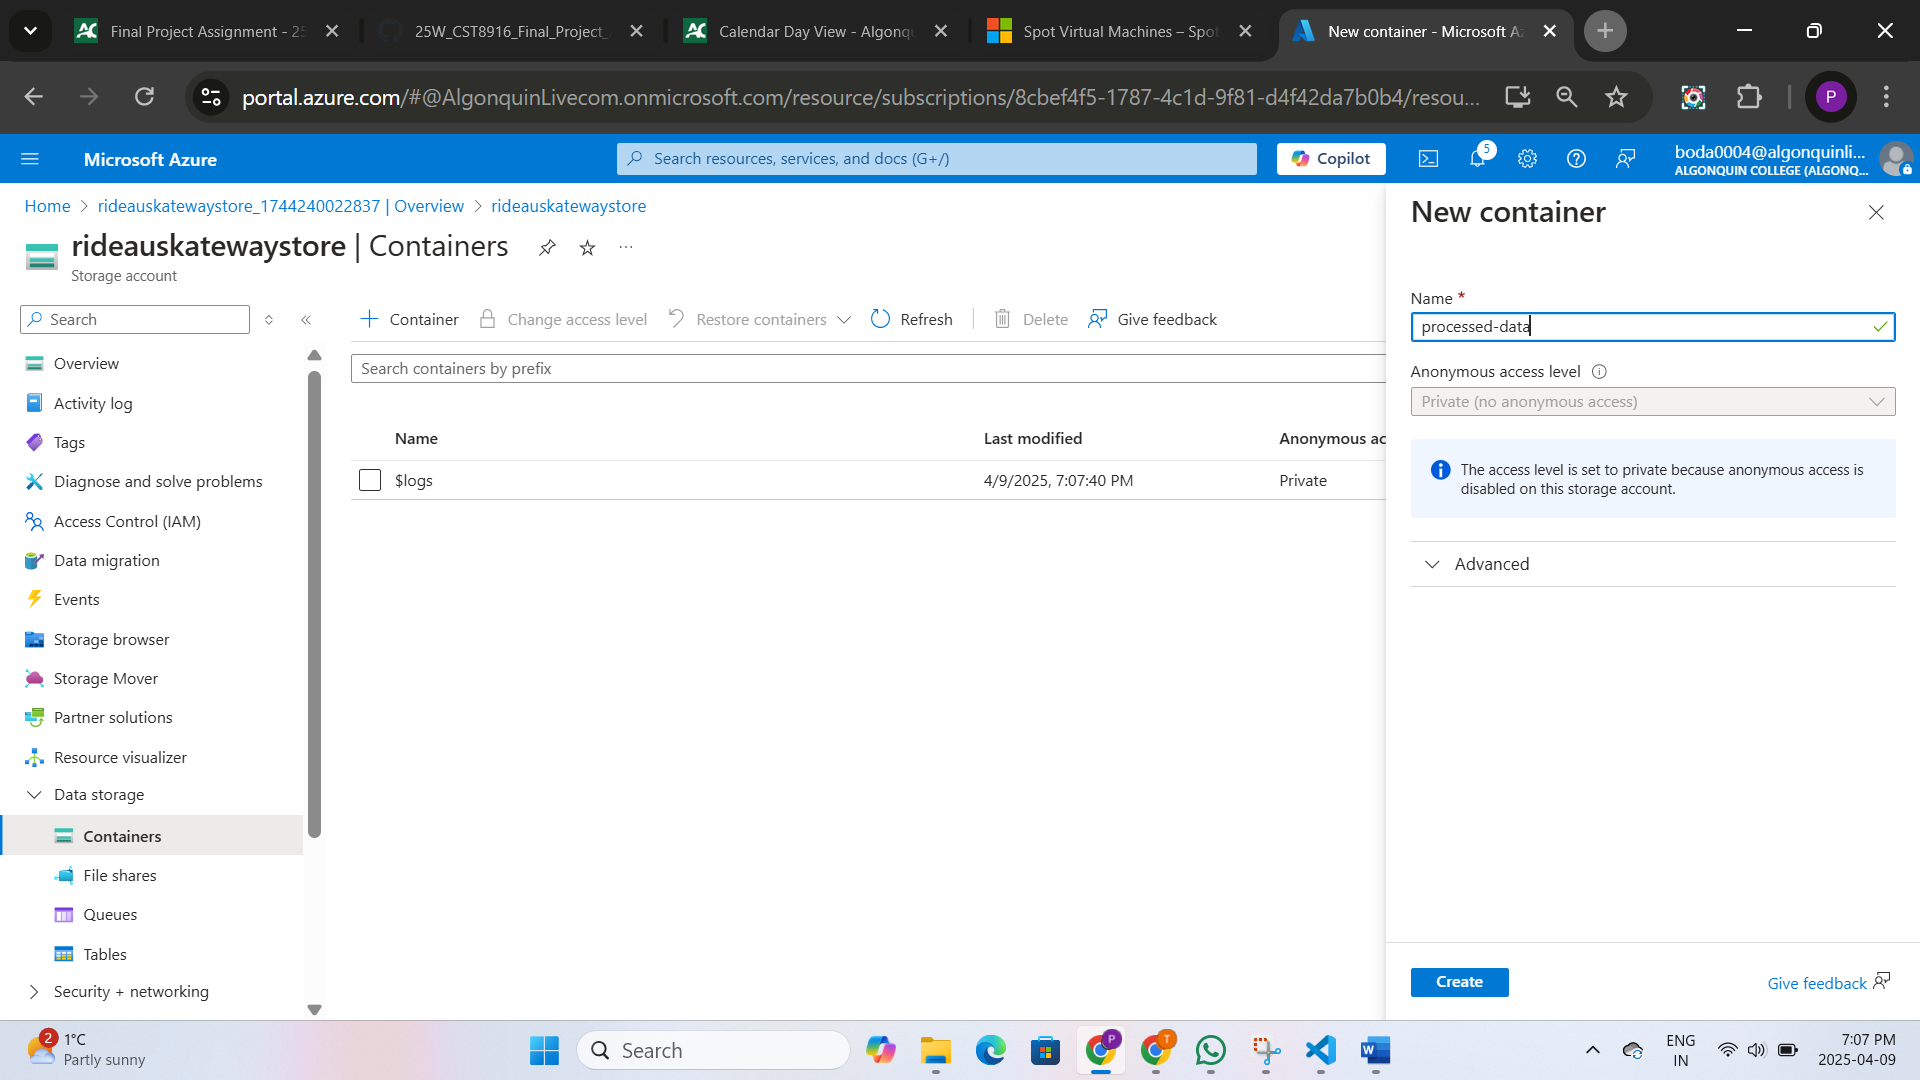 Final Project Assignment - 25
25W_CST8916_Final_Project_
Calendar Day View - Algonqu
Spot Virtual Machines – Spot
New container - Microsoft Az
portal.azure.com/#@AlgonquinLivecom.onmicrosoft.com/resource/subscriptions/8cbef4f5-1787-4c1d-9f81-d4f42da7b0b4/resou...
P
Microsoft Azure
Search resources, services, and docs (G+/)
Copilot
5
boda0004@algonquinli...
ALGONQUIN COLLEGE (ALGONQ...
Home > rideauskatewaystore_1744240022837 | Overview > rideauskatewaystore
rideauskatewaystore | Containers
Storage account
Search
Overview
Activity log
Tags
Diagnose and solve problems
Access Control (IAM)
Data migration
Events
Storage browser
Storage Mover
Partner solutions
Resource visualizer
Data storage
Containers
File shares
Queues
Tables
Security + networking
Container
Change access level
Restore containers
Refresh
Delete
Give feedback
Search containers by prefix
Name
Last modified
Anonymous ac
$logs
4/9/2025, 7:07:40 PM
Private
New container
Name *
processed-data
Anonymous access level
Private (no anonymous access)
The access level is set to private because anonymous access is
disabled on this storage account.
Advanced
Create
Give feedback
2
1°C
Partly sunny
Search
P
T
W
ENG
IN
7:07 PM
2025-04-09